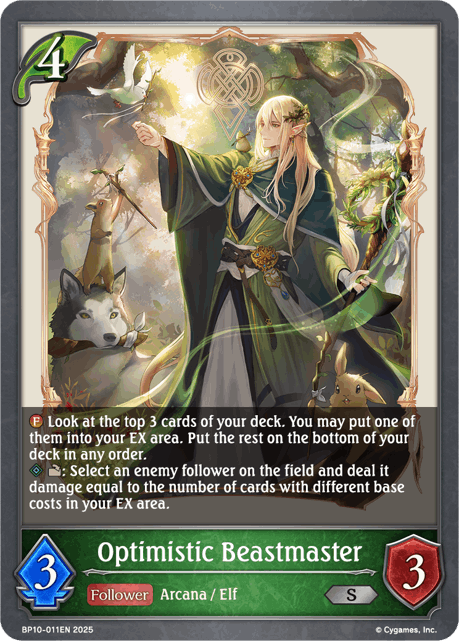 4
F Look at the top 3 cards of your deck. You may put one of
them into your EX area. Put the rest on the bottom of your
deck in any order.
: Select an enemy follower on the field and deal it
damage equal to the number of cards with different base
costs in your EX area.
Optimistic Beastmaster
3
Follower Arcana / Elf
S
3
BP10-011EN 2025
© Cygames, Inc.